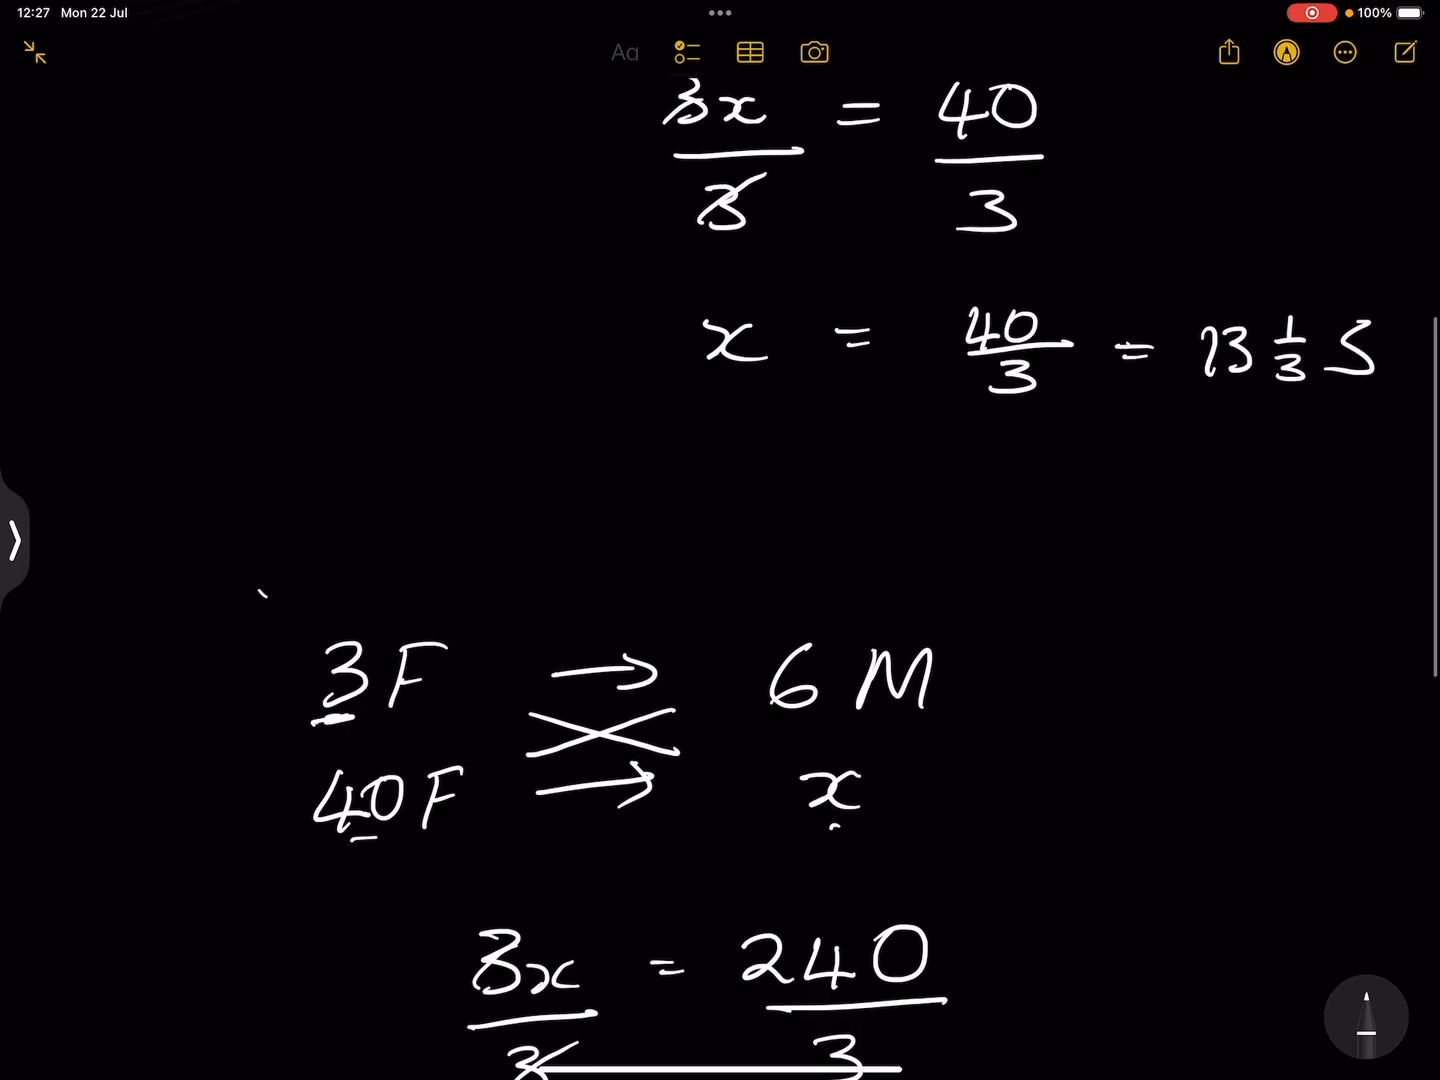 12:27 Mon 22 Jul 100%
Aa
3x = 40
3 3
x = 40/3 = 13 1/3 S
3F → 6 M
40F → x
3x = 240
3 3